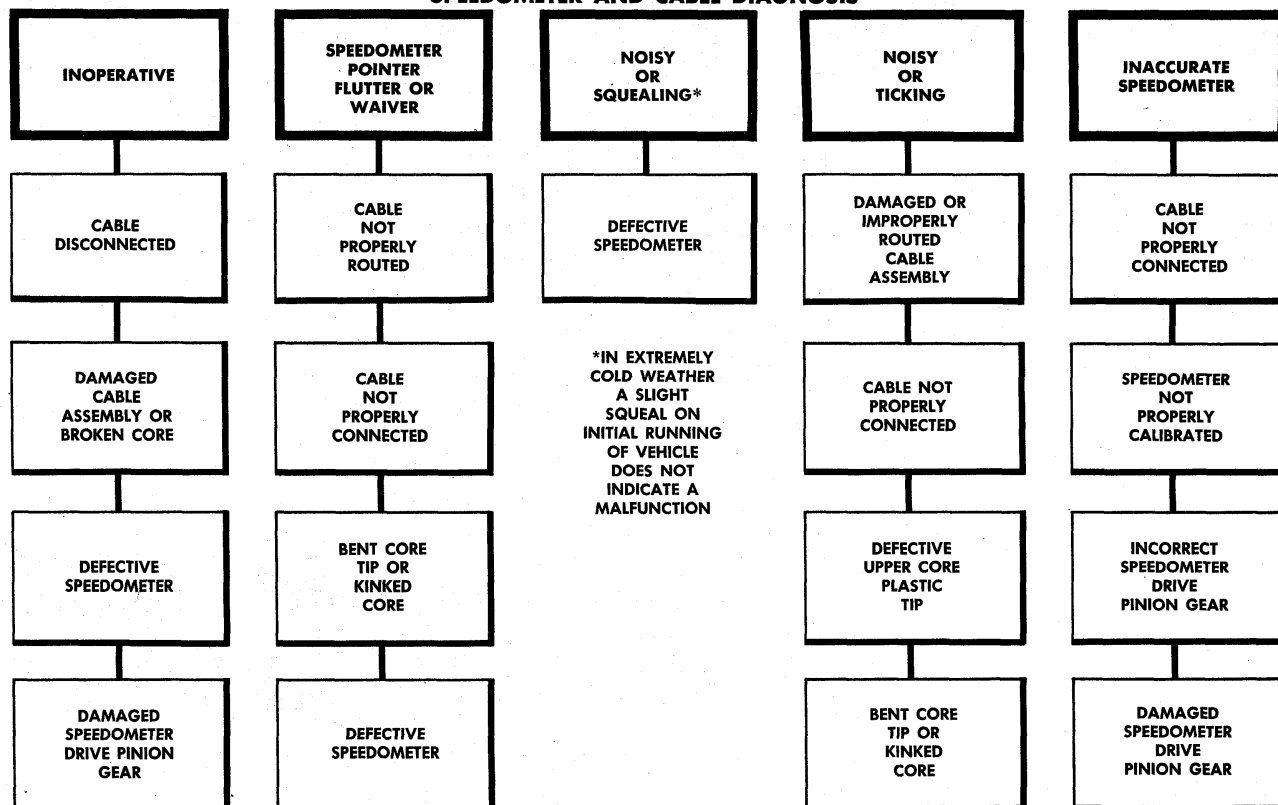 SPEEDOMETER AND CABLE DIAGNOSIS
INOPERATIVE
CABLE
DISCONNECTED
DAMAGED
CABLE
ASSEMBLY OR
BROKEN CORE
DEFECTIVE
SPEEDOMETER
DAMAGED
SPEEDOMETER
DRIVE PINION
GEAR
SPEEDOMETER
POINTER
FLUTTER OR
WAIVER
CABLE
NOT
PROPERLY
ROUTED
CABLE
NOT
PROPERLY
CONNECTED
BENT CORE
TIP OR
KINKED
CORE
DEFECTIVE
SPEEDOMETER
NOISY
OR
SQUEALING*
DEFECTIVE
SPEEDOMETER
*IN EXTREMELY
COLD WEATHER
A SLIGHT
SQUEAL ON
INITIAL RUNNING
OF VEHICLE
DOES NOT
INDICATE A
MALFUNCTION
NOISY
OR
TICKING
DAMAGED OR
IMPROPERLY
ROUTED
CABLE
ASSEMBLY
CABLE NOT
PROPERLY
CONNECTED
DEFECTIVE
UPPER CORE
PLASTIC
TIP
BENT CORE
TIP OR
KINKED
CORE
INACCURATE
SPEEDOMETER
CABLE
NOT
PROPERLY
CONNECTED
SPEEDOMETER
NOT
PROPERLY
CALIBRATED
INCORRECT
SPEEDOMETER
DRIVE
PINION GEAR
DAMAGED
SPEEDOMETER
DRIVE
PINION GEAR